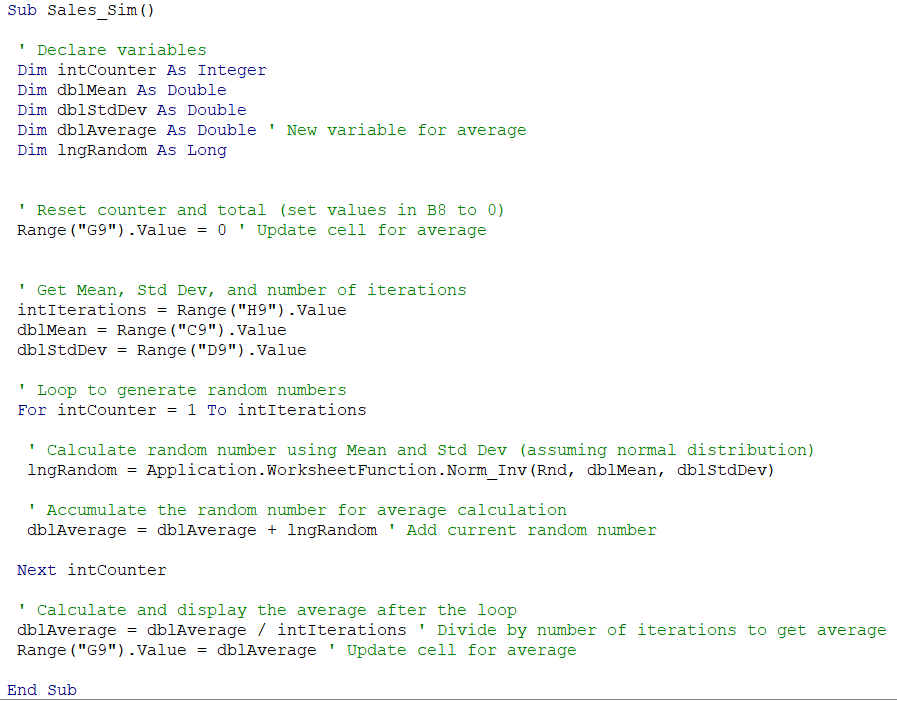 Sub Sales_Sim()
' Declare variables
Dim intCounter As Integer
Dim dblMean As Double
Dim dblStdDev As Double
Dim dblAverage As Double ' New variable for average
Dim lngRandom As Long
' Reset counter and total (set values in B8 to 0)
Range("G9").Value = 0 ' Update cell for average
' Get Mean, Std Dev, and number of iterations
intIterations = Range("H9").Value
dblMean = Range("C9").Value
dblStdDev = Range("D9").Value
' Loop to generate random numbers
For intCounter = 1 To intIterations
' Calculate random number using Mean and Std Dev (assuming normal distribution)
lngRandom = Application.WorksheetFunction.Norm_Inv(Rnd, dblMean, dblStdDev)
' Accumulate the random number for average calculation
dblAverage = dblAverage + lngRandom ' Add current random number
Next intCounter
' Calculate and display the average after the loop
dblAverage = dblAverage / intIterations ' Divide by number of iterations to get average
Range("G9").Value = dblAverage ' Update cell for average
End Sub